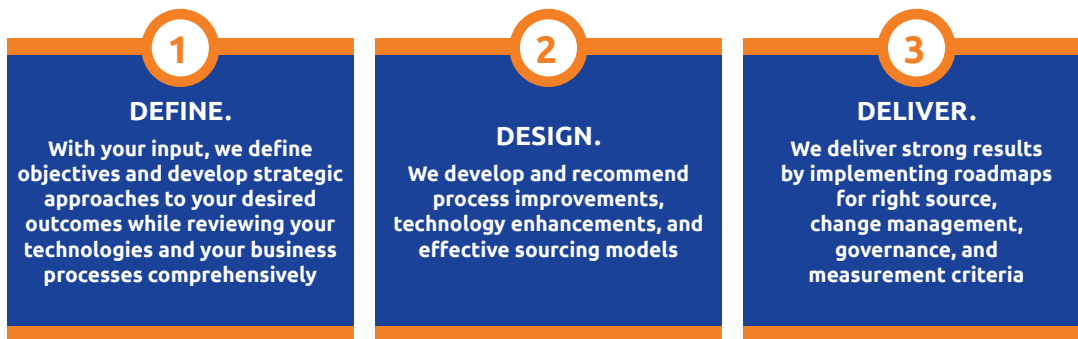 1
DEFINE.
With your input, we define
objectives and develop strategic
approaches to your desired
outcomes while reviewing your
technologies and your business
processes comprehensively
2
DESIGN.
We develop and recommend
process improvements,
technology enhancements, and
effective sourcing models
3
DELIVER.
We deliver strong results
by implementing roadmaps
for right source,
change management,
governance, and
measurement criteria